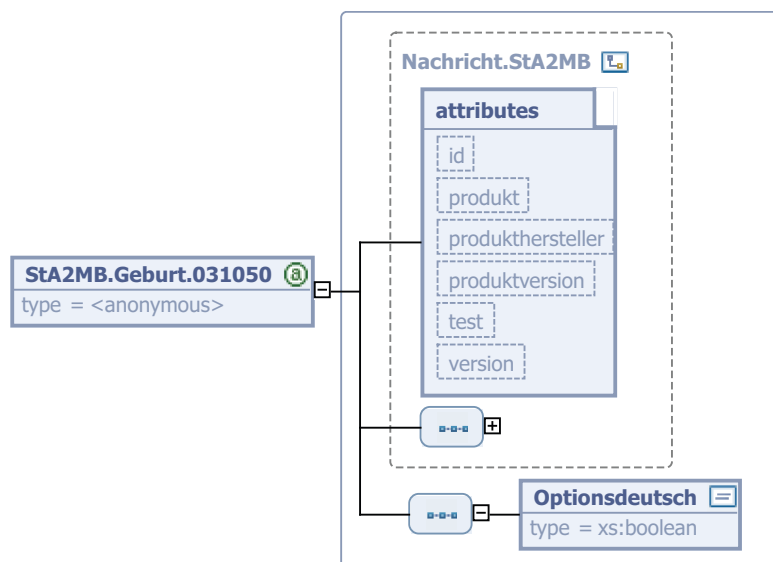 Nachricht.StA2MB
attributes
id
produkt
produkthersteller
produktversion
test
version
StA2MB.Geburt.031050
type = <anonymous>
Optionsdeutsch
type = xs:boolean